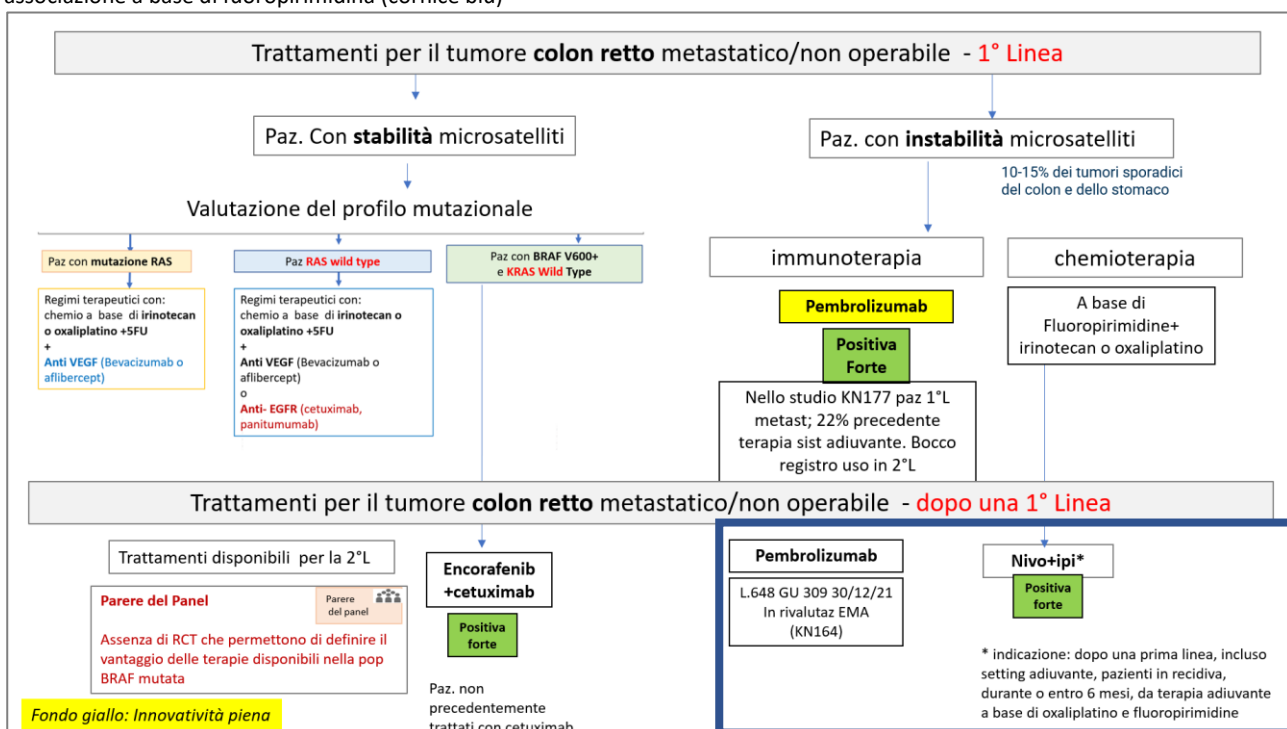 associazione a base di fluoropirimidina (cornice blu)
Trattamenti per il tumore colon retto metastatico/non operabile - 1° Linea
Paz. Con stabilità microsatelliti
Paz. con instabilità microsatelliti
10-15% dei tumori sporadici
del colon e dello stomaco
Valutazione del profilo mutazionale
Paz con mutazione RAS
Paz RAS wild type
Paz con BRAF V600+
e KRAS Wild Type
Regimi terapeutici con:
chemio a base di irinotecan
o oxaliplatino +5FU
+
Anti VEGF (Bevacizumab o
aflibercept)
Regimi terapeutici con:
chemio a base di irinotecan o
oxaliplatino +5FU
+
Anti VEGF (Bevacizumab o
aflibercept)
o
Anti- EGFR (cetuximab,
panitumumab)
immunoterapia
chemioterapia
Pembrolizumab
Positiva
Forte
Nello studio KN177 paz 1°L
metast; 22% precedente
terapia sist adiuvante. Bocco
registro uso in 2°L
A base di
Fluoropirimidine+
irinotecan o oxaliplatino
Trattamenti per il tumore colon retto metastatico/non operabile - dopo una 1° Linea
Trattamenti disponibili per la 2°L
Parere del Panel
Parere
del panel
Assenza di RCT che permettono di definire il
vantaggio delle terapie disponibili nella pop
BRAF mutata
Fondo giallo: Innovatività piena
Encorafenib
+cetuximab
Positiva
forte
Paz. non
precedentemente
trattati con cetuximab
Pembrolizumab
L.648 GU 309 30/12/21
In rivalutaz EMA
(KN164)
Nivo+ipi*
Positiva
forte
* indicazione: dopo una prima linea, incluso
setting adiuvante, pazienti in recidiva,
durante o entro 6 mesi, da terapia adiuvante
a base di oxaliplatino e fluoropirimidine